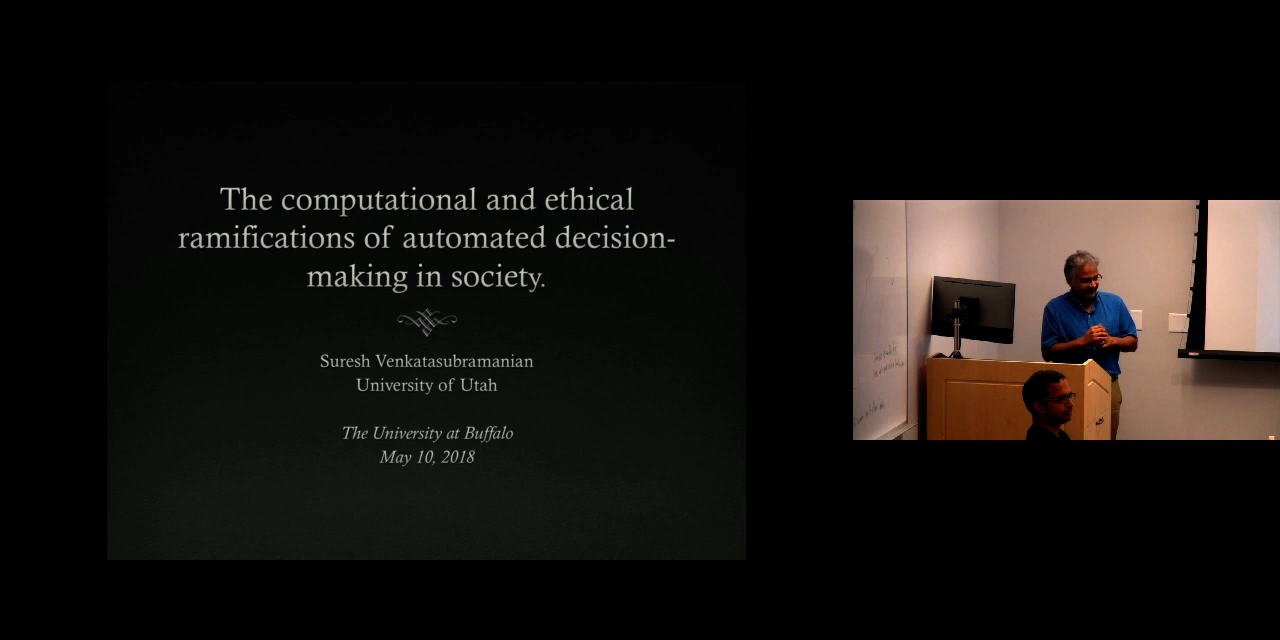 The computational and ethical
ramifications of automated decision-
making in society.
Suresh Venkatasubramanian
University of Utah
The University at Buffalo
May 10, 2018